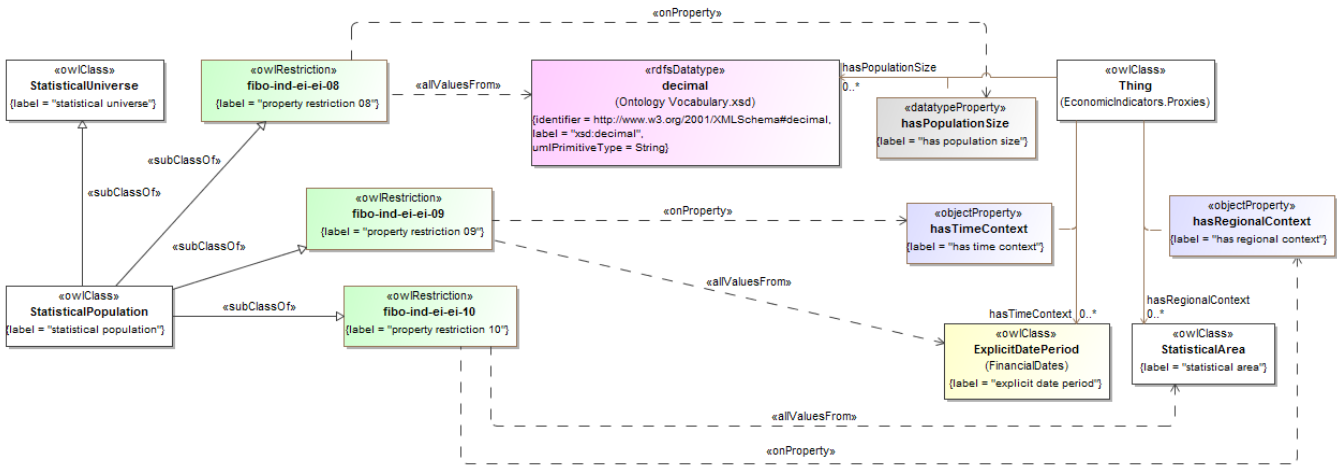 «onProperty»
«owlClass»
StatisticalUniverse
{label = "statistical universe"}
«owlRestriction»
fibo-ind-ei-ei-08
{label = "property restriction 08"}
«allValuesFrom»
«rdfsDatatype»
decimal
(Ontology Vocabulary.xsd)
{identifier = http://www.w3.org/2001/XMLSchema#decimal,
label = "xsd:decimal",
umlPrimitiveType = String}
hasPopulationSize
0..*
«owlClass»
Thing
(EconomicIndicators.Proxies)
«datatypeProperty»
hasPopulationSize
{label = "has population size"}
«subClassOf»
«subClassOf»
«owlRestriction»
fibo-ind-ei-ei-09
{label = "property restriction 09"}
«onProperty»
«objectProperty»
hasTimeContext
{label = "has time context"}
«objectProperty»
hasRegionalContext
{label = "has regional context"}
«subClassOf»
«allValuesFrom»
«owlClass»
StatisticalPopulation
{label = "statistical population"}
«subClassOf»
«owlRestriction»
fibo-ind-ei-ei-10
{label = "property restriction 10"}
hasTimeContext
0..*
hasRegionalContext
0..*
«owlClass»
ExplicitDatePeriod
(FinancialDates)
{label = "explicit date period"}
«owlClass»
StatisticalArea
{label = "statistical area"}
«allValuesFrom»
«onProperty»